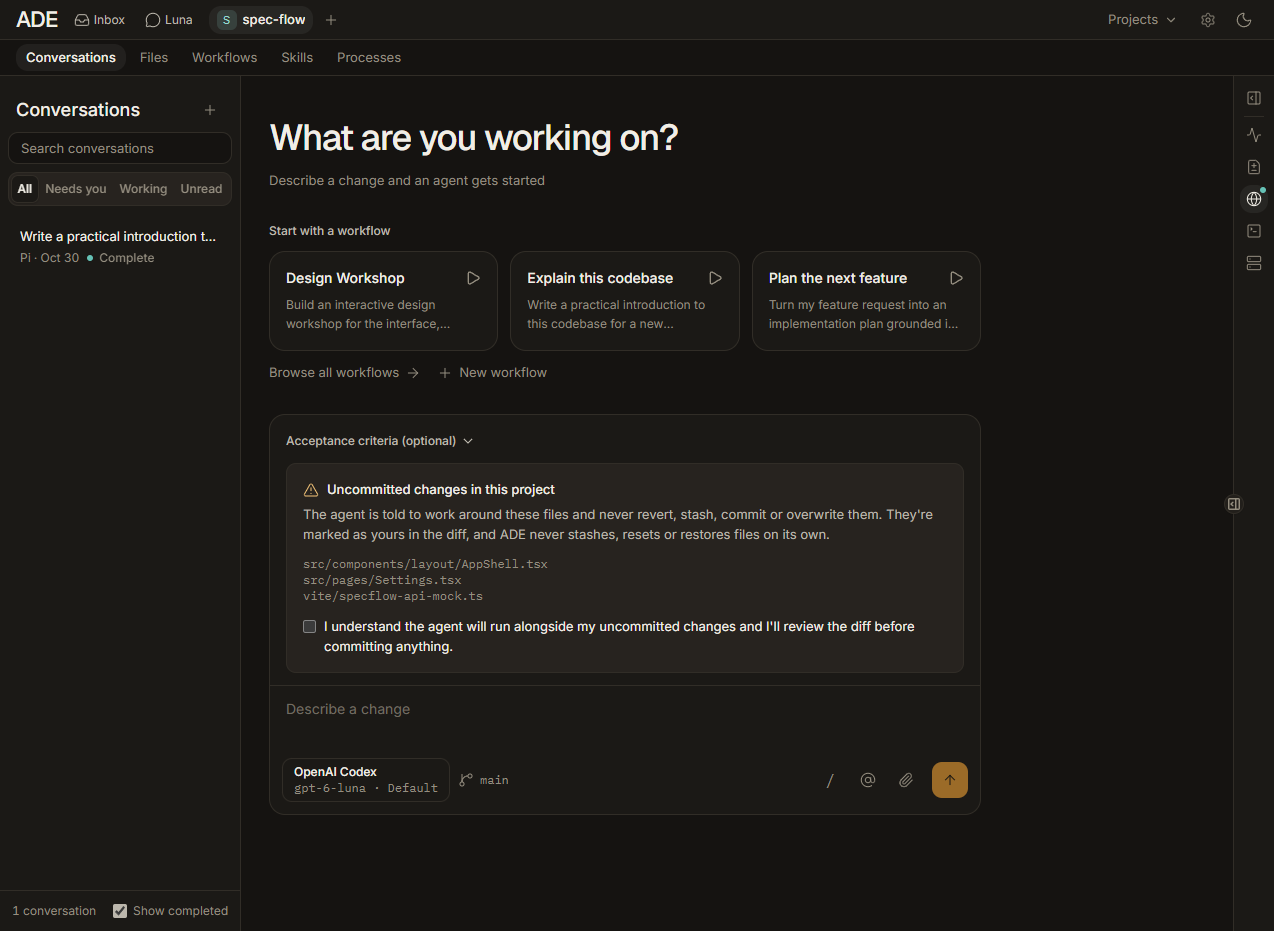 ADE Inbox Luna S spec-flow Projects
Conversations Files Workflows Skills Processes
Conversations
Search conversations
All Needs you Working Unread
Write a practical introduction t...
Pi · Oct 30 Complete
What are you working on?
Describe a change and an agent gets started
Start with a workflow
Design Workshop
Build an interactive design
workshop for the interface,...
Explain this codebase
Write a practical introduction to
this codebase for a new...
Plan the next feature
Turn my feature request into an
implementation plan grounded i...
Browse all workflows → + New workflow
Acceptance criteria (optional)
Uncommitted changes in this project
The agent is told to work around these files and never revert, stash, commit or overwrite them. They're
marked as yours in the diff, and ADE never stashes, resets or restores files on its own.
src/components/layout/AppShell.tsx
src/pages/Settings.tsx
vite/specflow-api-mock.ts
I understand the agent will run alongside my uncommitted changes and I'll review the diff before
committing anything.
Describe a change
OpenAI Codex
gpt-6-luna · Default
main / @
1 conversation Show completed